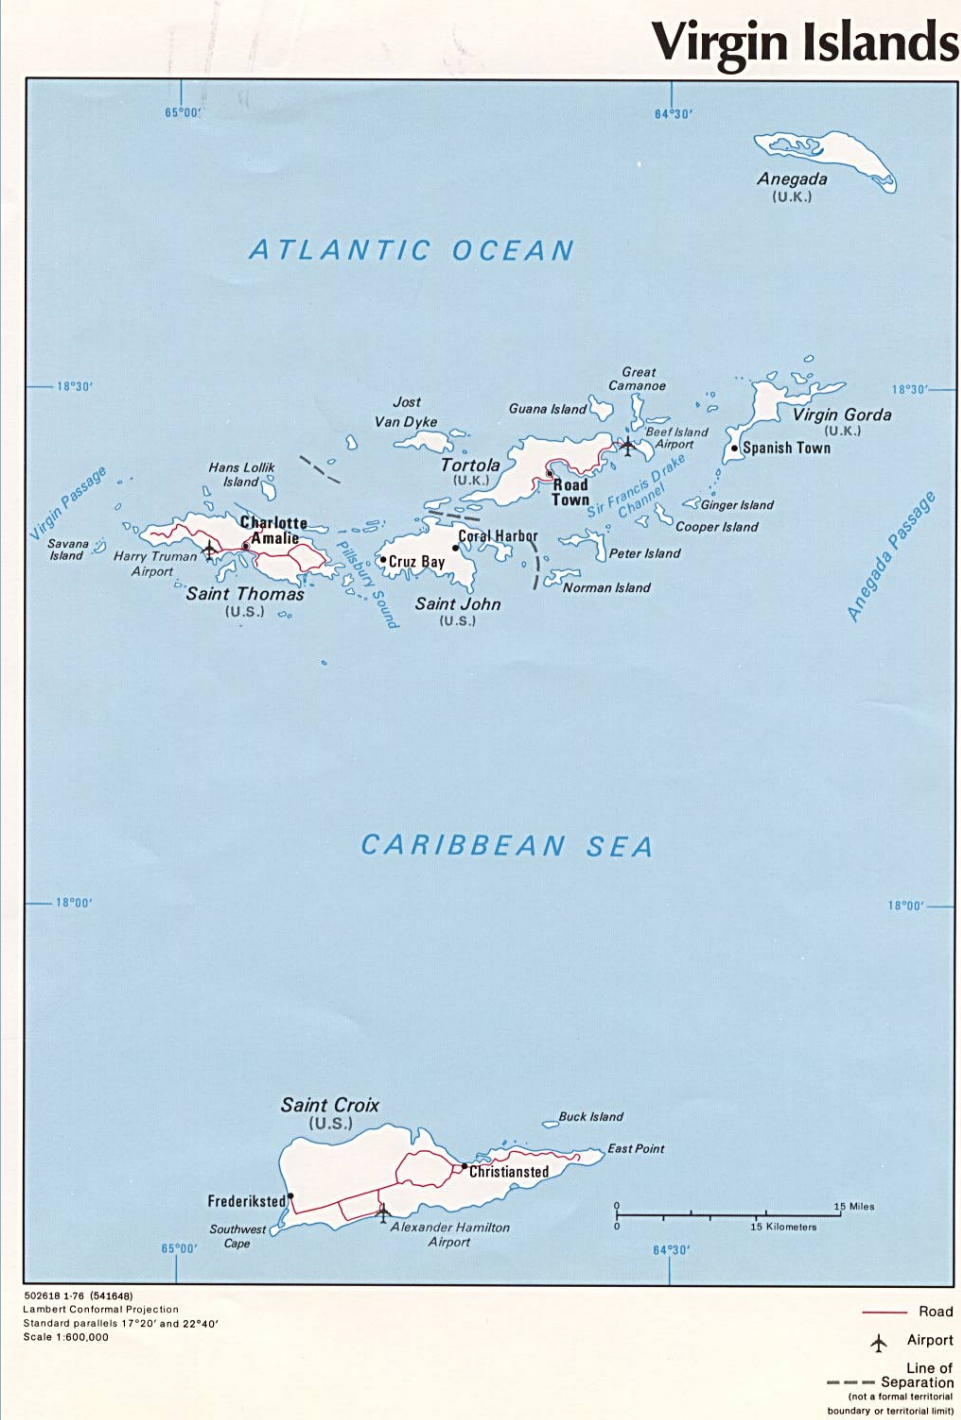 Virgin Islands
65°00'
64°30'
Anegada
(U.K.)
ATLANTIC OCEAN
18°30'
18°30'
Great
Camanoe
Jost
Van Dyke
Guana Island
Virgin Gorda
(U.K.)
Beef Island
Airport
Spanish Town
Tortola
(U.K.)
Hans Lollik
Island
Road
Town
Sir Francis Drake
Channel
Virgin Passage
Ginger Island
Cooper Island
Anegada Passage
Charlotte
Amalie
Coral Harbor
Savana
Island
Harry Truman
Airport
Pillsbury Sound
Cruz Bay
Peter Island
Norman Island
Saint Thomas
(U.S.)
Saint John
(U.S.)
CARIBBEAN SEA
18°00'
18°00'
Saint Croix
(U.S.)
Buck Island
East Point
Christiansted
Frederiksted
Southwest
Cape
Alexander Hamilton
Airport
0 15 Miles
0 15 Kilometers
65°00'
64°30'
502618 1-76 (541648)
Lambert Conformal Projection
Standard parallels 17°20' and 22°40'
Scale 1:600,000
Road
Airport
Line of
Separation
(not a formal territorial
boundary or territorial limit)